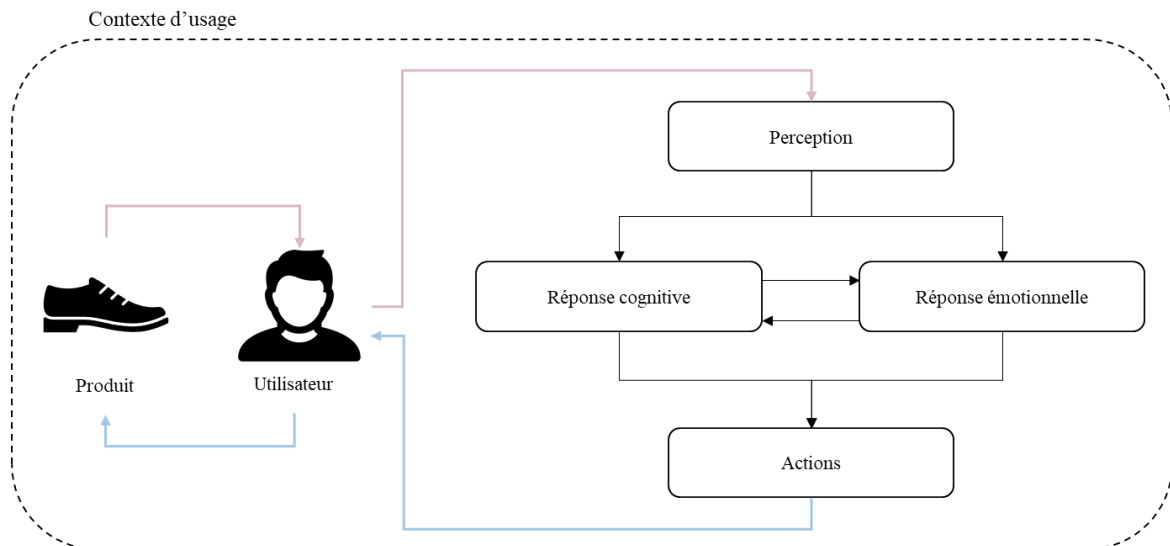 Contexte d’usage
Perception
Réponse cognitive
Réponse émotionnelle
Produit
Utilisateur
Actions